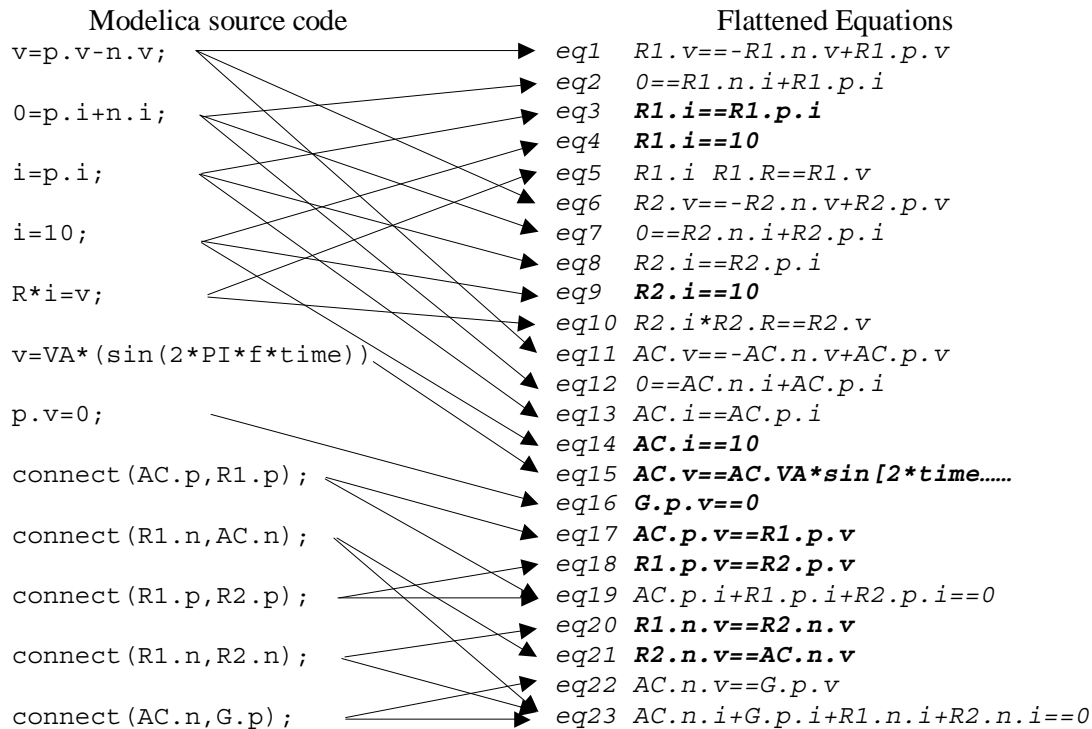 Modelica source code
v=p.v-n.v;
0=p.i+n.i;
i=p.i;
i=10;
R*i=v;
v=VA*(sin(2*PI*f*time))
p.v=0;
connect(AC.p,R1.p);
connect(R1.n,AC.n);
connect(R1.p,R2.p);
connect(R1.n,R2.n);
connect(AC.n,G.p);
Flattened Equations
eq1 R1.v==-R1.n.v+R1.p.v
eq2 0==R1.n.i+R1.p.i
eq3 R1.i==R1.p.i
eq4 R1.i==10
eq5 R1.i R1.R==R1.v
eq6 R2.v==-R2.n.v+R2.p.v
eq7 0==R2.n.i+R2.p.i
eq8 R2.i==R2.p.i
eq9 R2.i==10
eq10 R2.i*R2.R==R2.v
eq11 AC.v==-AC.n.v+AC.p.v
eq12 0==AC.n.i+AC.p.i
eq13 AC.i==AC.p.i
eq14 AC.i==10
eq15 AC.v==AC.VA*sin[2*time……
eq16 G.p.v==0
eq17 AC.p.v==R1.p.v
eq18 R1.p.v==R2.p.v
eq19 AC.p.i+R1.p.i+R2.p.i==0
eq20 R1.n.v==R2.n.v
eq21 R2.n.v==AC.n.v
eq22 AC.n.v==G.p.v
eq23 AC.n.i+G.p.i+R1.n.i+R2.n.i==0